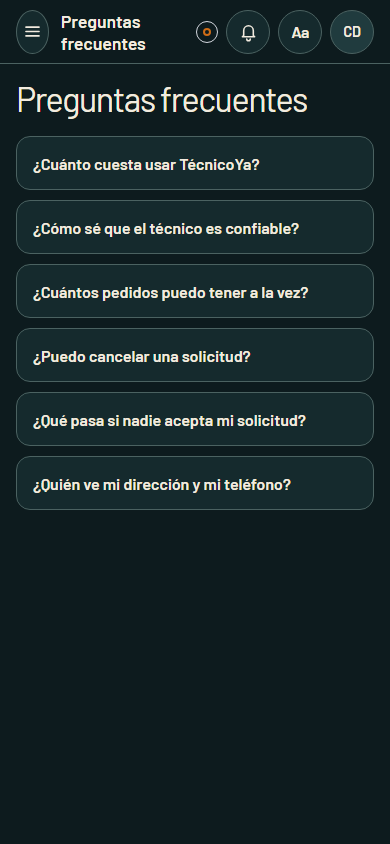 Preguntas
frecuentes
Aa
CD
Preguntas frecuentes
¿Cuánto cuesta usar TécnicoYa?
¿Cómo sé que el técnico es confiable?
¿Cuántos pedidos puedo tener a la vez?
¿Puedo cancelar una solicitud?
¿Qué pasa si nadie acepta mi solicitud?
¿Quién ve mi dirección y mi teléfono?